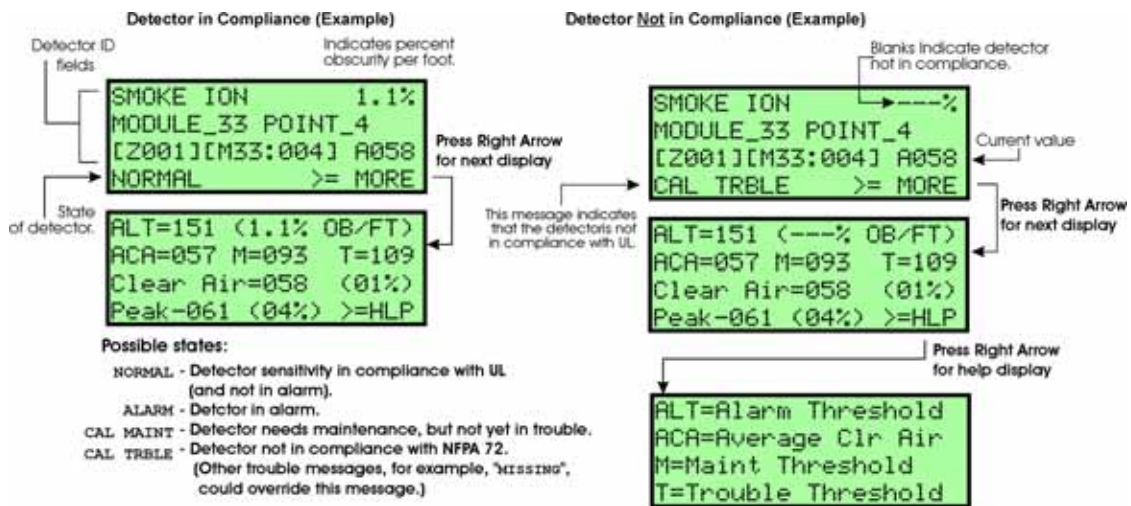 Detector in Compliance (Example)
Detector ID
fields
Indicates percent
obscurity per foot.
SMOKE ION 1.1%
MODULE_33 POINT_4
[Z001][M33:004] A058
NORMAL >= MORE
State
of detector.
Press Right Arrow
for next display
ALT=151 (1.1% OB/FT)
ACA=057 M=093 T=109
Clear Air=058 (01%)
Peak-061 (04%) >=HLP
Possible states:
NORMAL - Detector sensitivity in compliance with UL
(and not in alarm).
ALARM - Detctor in alarm.
CAL MAINT - Detector needs maintenance, but not yet in trouble.
CAL TRBLE - Detector not in compliance with NFPA 72.
(Other trouble messages, for example, "MISSING",
could override this message.)
Detector Not in Compliance (Example)
Blanks Indicate detector
not in compliance.
SMOKE ION ---%
MODULE_33 POINT_4
[Z001][M33:004] A058
CAL TRBLE >= MORE
Current value
This message indicates
that the detectoris not
in compliance with UL.
Press Right Arrow
for next display
ALT=151 (---% OB/FT)
ACA=057 M=093 T=109
Clear Air=058 (01%)
Peak-061 (04%) >=HLP
Press Right Arrow
for help display
ALT=Alarm Threshold
ACA=Average Clr Air
M=Maint Threshold
T=Trouble Threshold